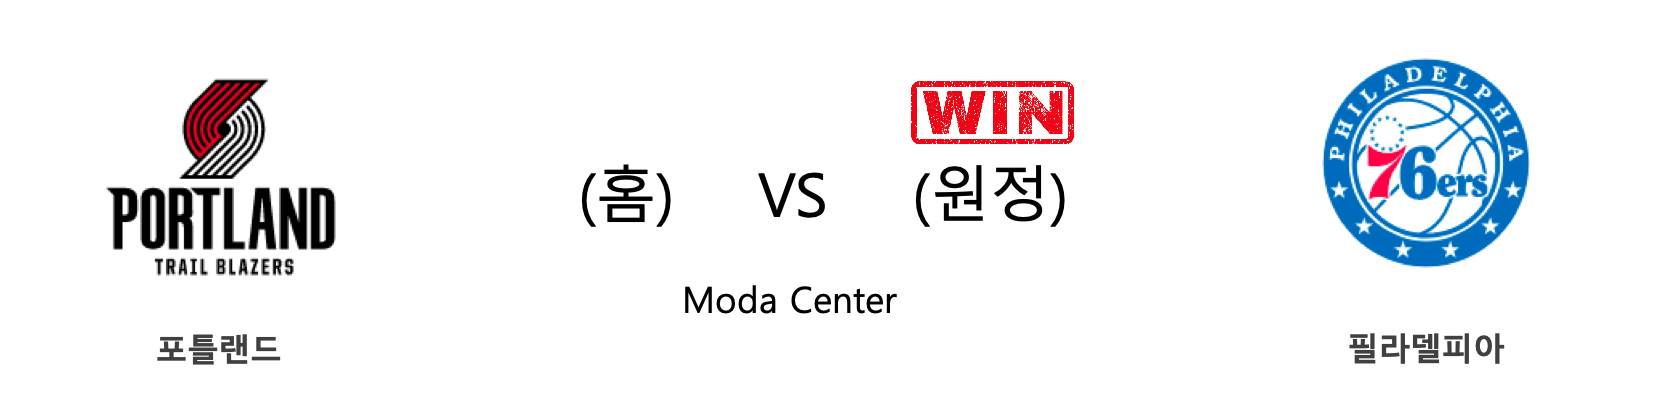 PORTLAND
TRAIL BLAZERS
포틀랜드
WIN
(홈) VS (원정)
Moda Center
PHILADELPHIA
76ers
필라델피아